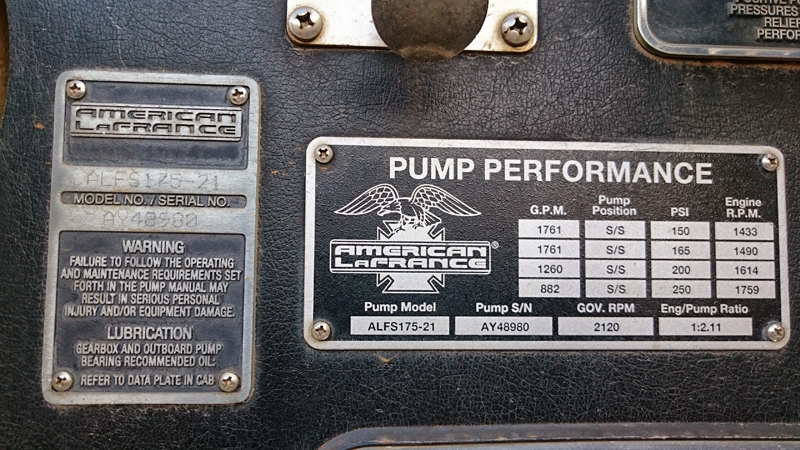 POSITIVE
PRESSURES
RELIE
PERFOR
AMERICAN
LAFRANCE
ALFS175-21
MODEL NO./SERIAL NO.
AY48980
WARNING
FAILURE TO FOLLOW THE OPERATING
AND MAINTENANCE REQUIREMENTS SET
FORTH IN THE PUMP MANUAL MAY
RESULT IN SERIOUS PERSONAL
INJURY AND/OR EQUIPMENT DAMAGE.
LUBRICATION
GEARBOX AND OUTBOARD PUMP
BEARING RECOMMENDED OIL:
REFER TO DATA PLATE IN CAB
PUMP PERFORMANCE
AMERICAN®
LAFRANCE
G.P.M. Pump Position PSI Engine R.P.M.
1761 S/S 150 1433
1761 S/S 165 1490
1260 S/S 200 1614
882 S/S 250 1759
Pump Model Pump S/N GOV. RPM Eng/Pump Ratio
ALFS175-21 AY48980 2120 1:2.11